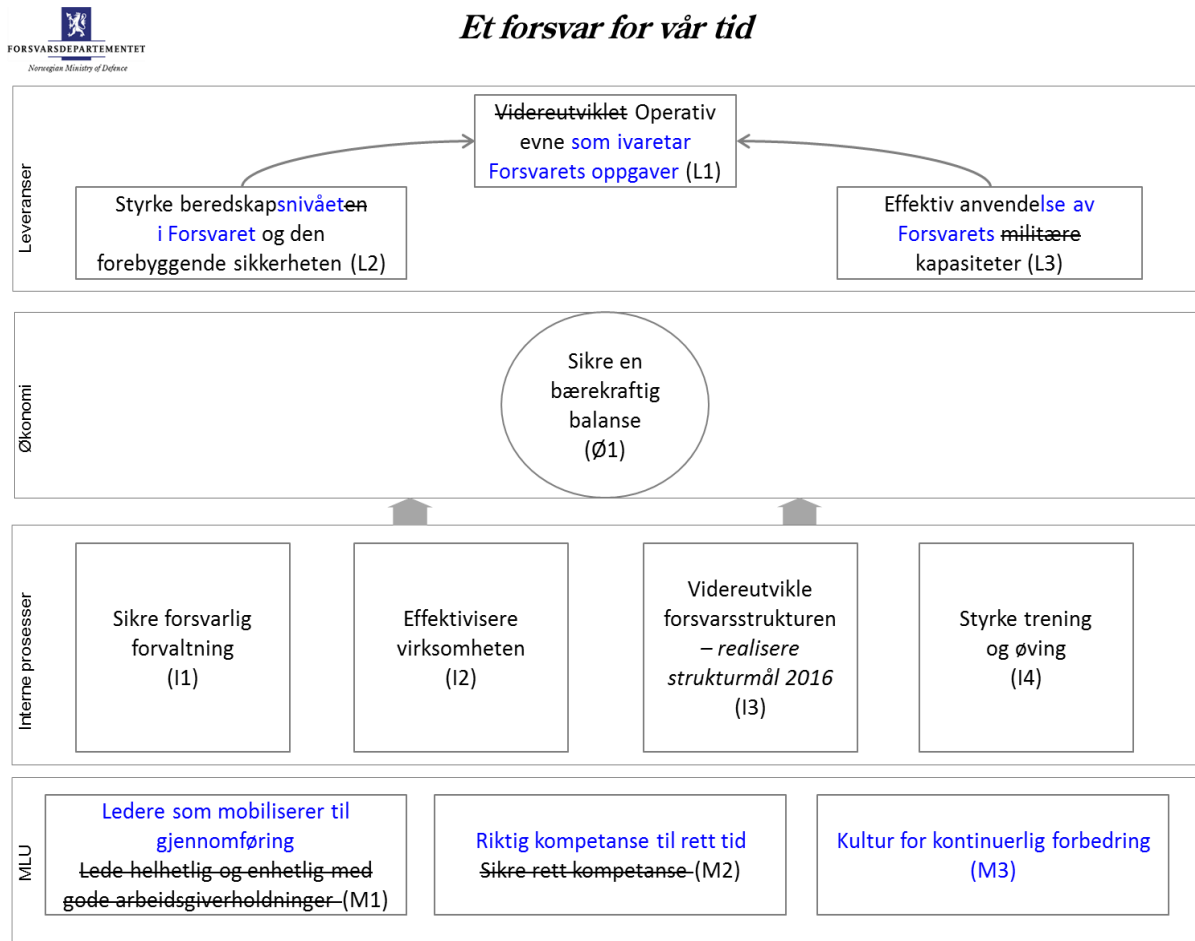 FORSVARSDEPARTEMENTET
Norwegian Ministry of Defence
Et forsvar for vår tid
Leveranser
Videreutviklet Operativ
evne som ivaretar
Forsvarets oppgaver (L1)
Styrke beredskapsnivåeten
i Forsvaret og den
forebyggende sikkerheten (L2)
Effektiv anvendelse av
Forsvarets militære
kapasiteter (L3)
Økonomi
Sikre en
bærekraftig
balanse
(Ø1)
Interne prosesser
Sikre forsvarlig
forvaltning
(I1)
Effektivisere
virksomheten
(I2)
Videreutvikle
forsvarsstrukturen
– realisere
strukturmål 2016
(I3)
Styrke trening
og øving
(I4)
MLU
Ledere som mobiliserer til
gjennomføring
Lede helhetlig og enhetlig med
gode arbeidsgiverholdninger (M1)
Riktig kompetanse til rett tid
Sikre rett kompetanse (M2)
Kultur for kontinuerlig forbedring
(M3)